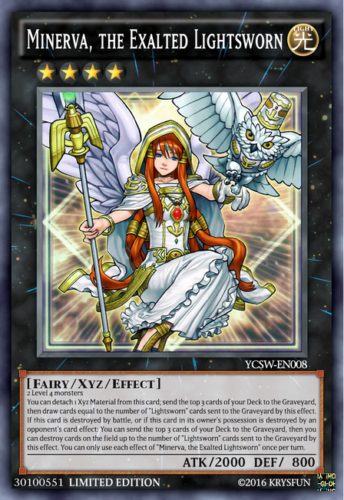 MINERVA, THE EXALTED LIGHTSWORN
LIGHT
光
YCSW-EN008
[FAIRY/XYZ/EFFECT]
2 Level 4 monsters
You can detach 1 Xyz Material from this card; send the top 3 cards of your Deck to the Graveyard,
then draw cards equal to the number of "Lightsworn" cards sent to the Graveyard by this effect.
If this card is destroyed by battle, or if this card in its owner's possession is destroyed by an
opponent's card effect: You can send the top 3 cards of your Deck to the Graveyard, then you
can destroy cards on the field up to the number of "Lightsworn" cards sent to the Graveyard by
this effect. You can only use each effect of "Minerva, the Exalted Lightsworn" once per turn.
ATK/2000 DEF/ 800
30100551 LIMITED EDITION
©2016 KRYSFUN